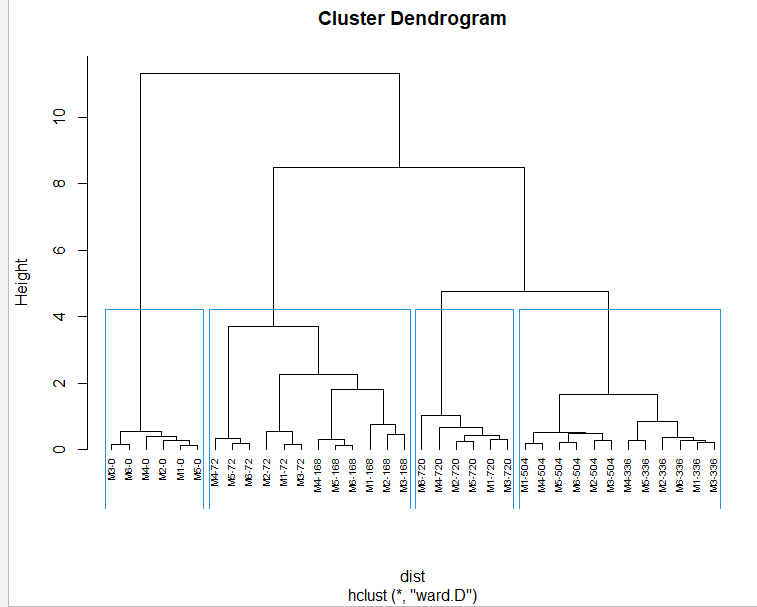 Cluster Dendrogram
Height
10
8
6
4
2
0
M3-0
M6-0
M4-0
M2-0
M1-0
M5-0
M4-72
M5-72
M6-72
M2-72
M1-72
M3-72
M4-168
M5-168
M6-168
M1-168
M2-168
M3-168
M6-720
M4-720
M2-720
M5-720
M1-720
M3-720
M1-504
M4-504
M5-504
M6-504
M2-504
M3-504
M4-336
M5-336
M2-336
M6-336
M1-336
M3-336
dist
hclust (*, "ward.D")